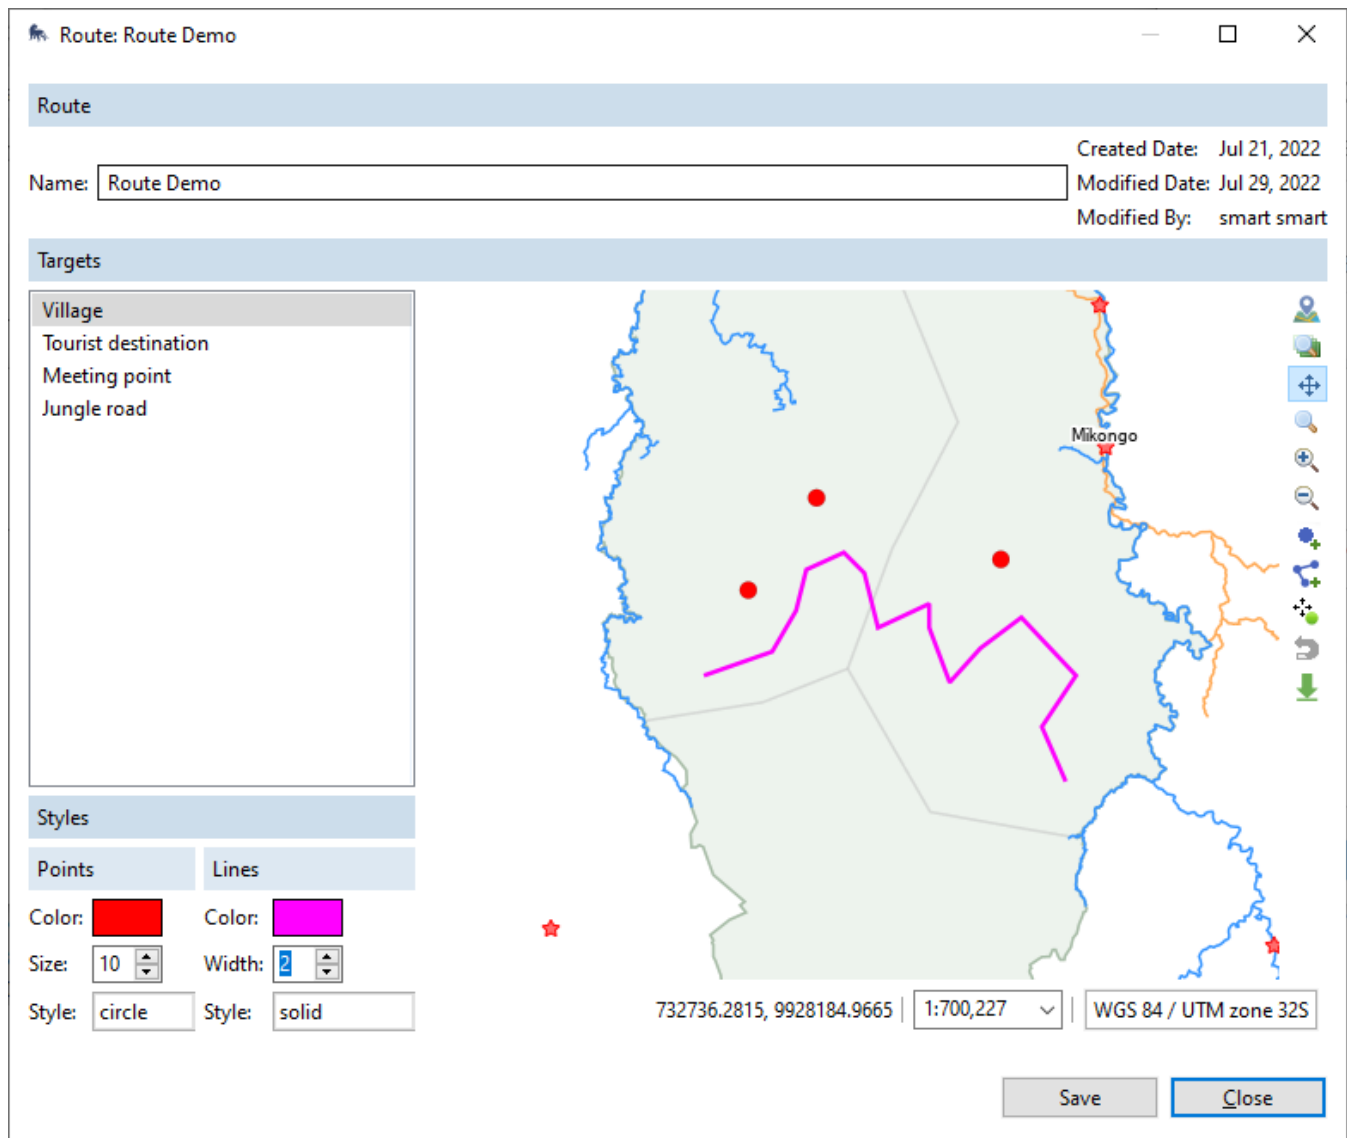 Route: Route Demo
Route
Created Date: Jul 21, 2022
Name: Route Demo
Modified Date: Jul 29, 2022
Modified By: smart smart
Targets
Village
Tourist destination
Meeting point
Jungle road
Mikongo
Styles
Points Lines
Color: Color:
Size: 10 Width: 2
Style: circle Style: solid
732736.2815, 9928184.9665 1:700,227 WGS 84 / UTM zone 32S
Save Close